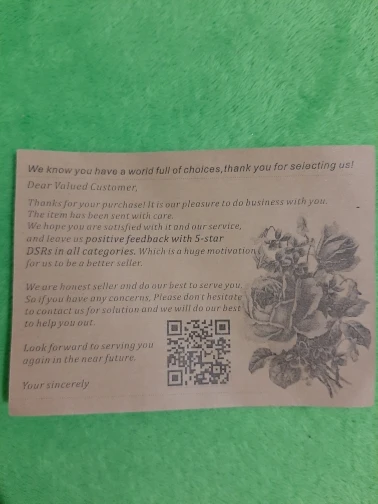 We know you have a world full of choices,thank you for selecting us!
Dear Valued Customer,
Thanks for your purchase! It is our pleasure to do business with you.
The item has been sent with care.
We hope you are satisfied with it and our service,
and leave us positive feedback with 5-star
DSRs in all categories. Which is a huge motivation
for us to be a better seller.
We are honest seller and do our best to serve you.
So if you have any concerns, Please don't hesitate
to contact us for solution and we will do our best
to help you out.
Look forward to serving you
again in the near future.
Your sincerely